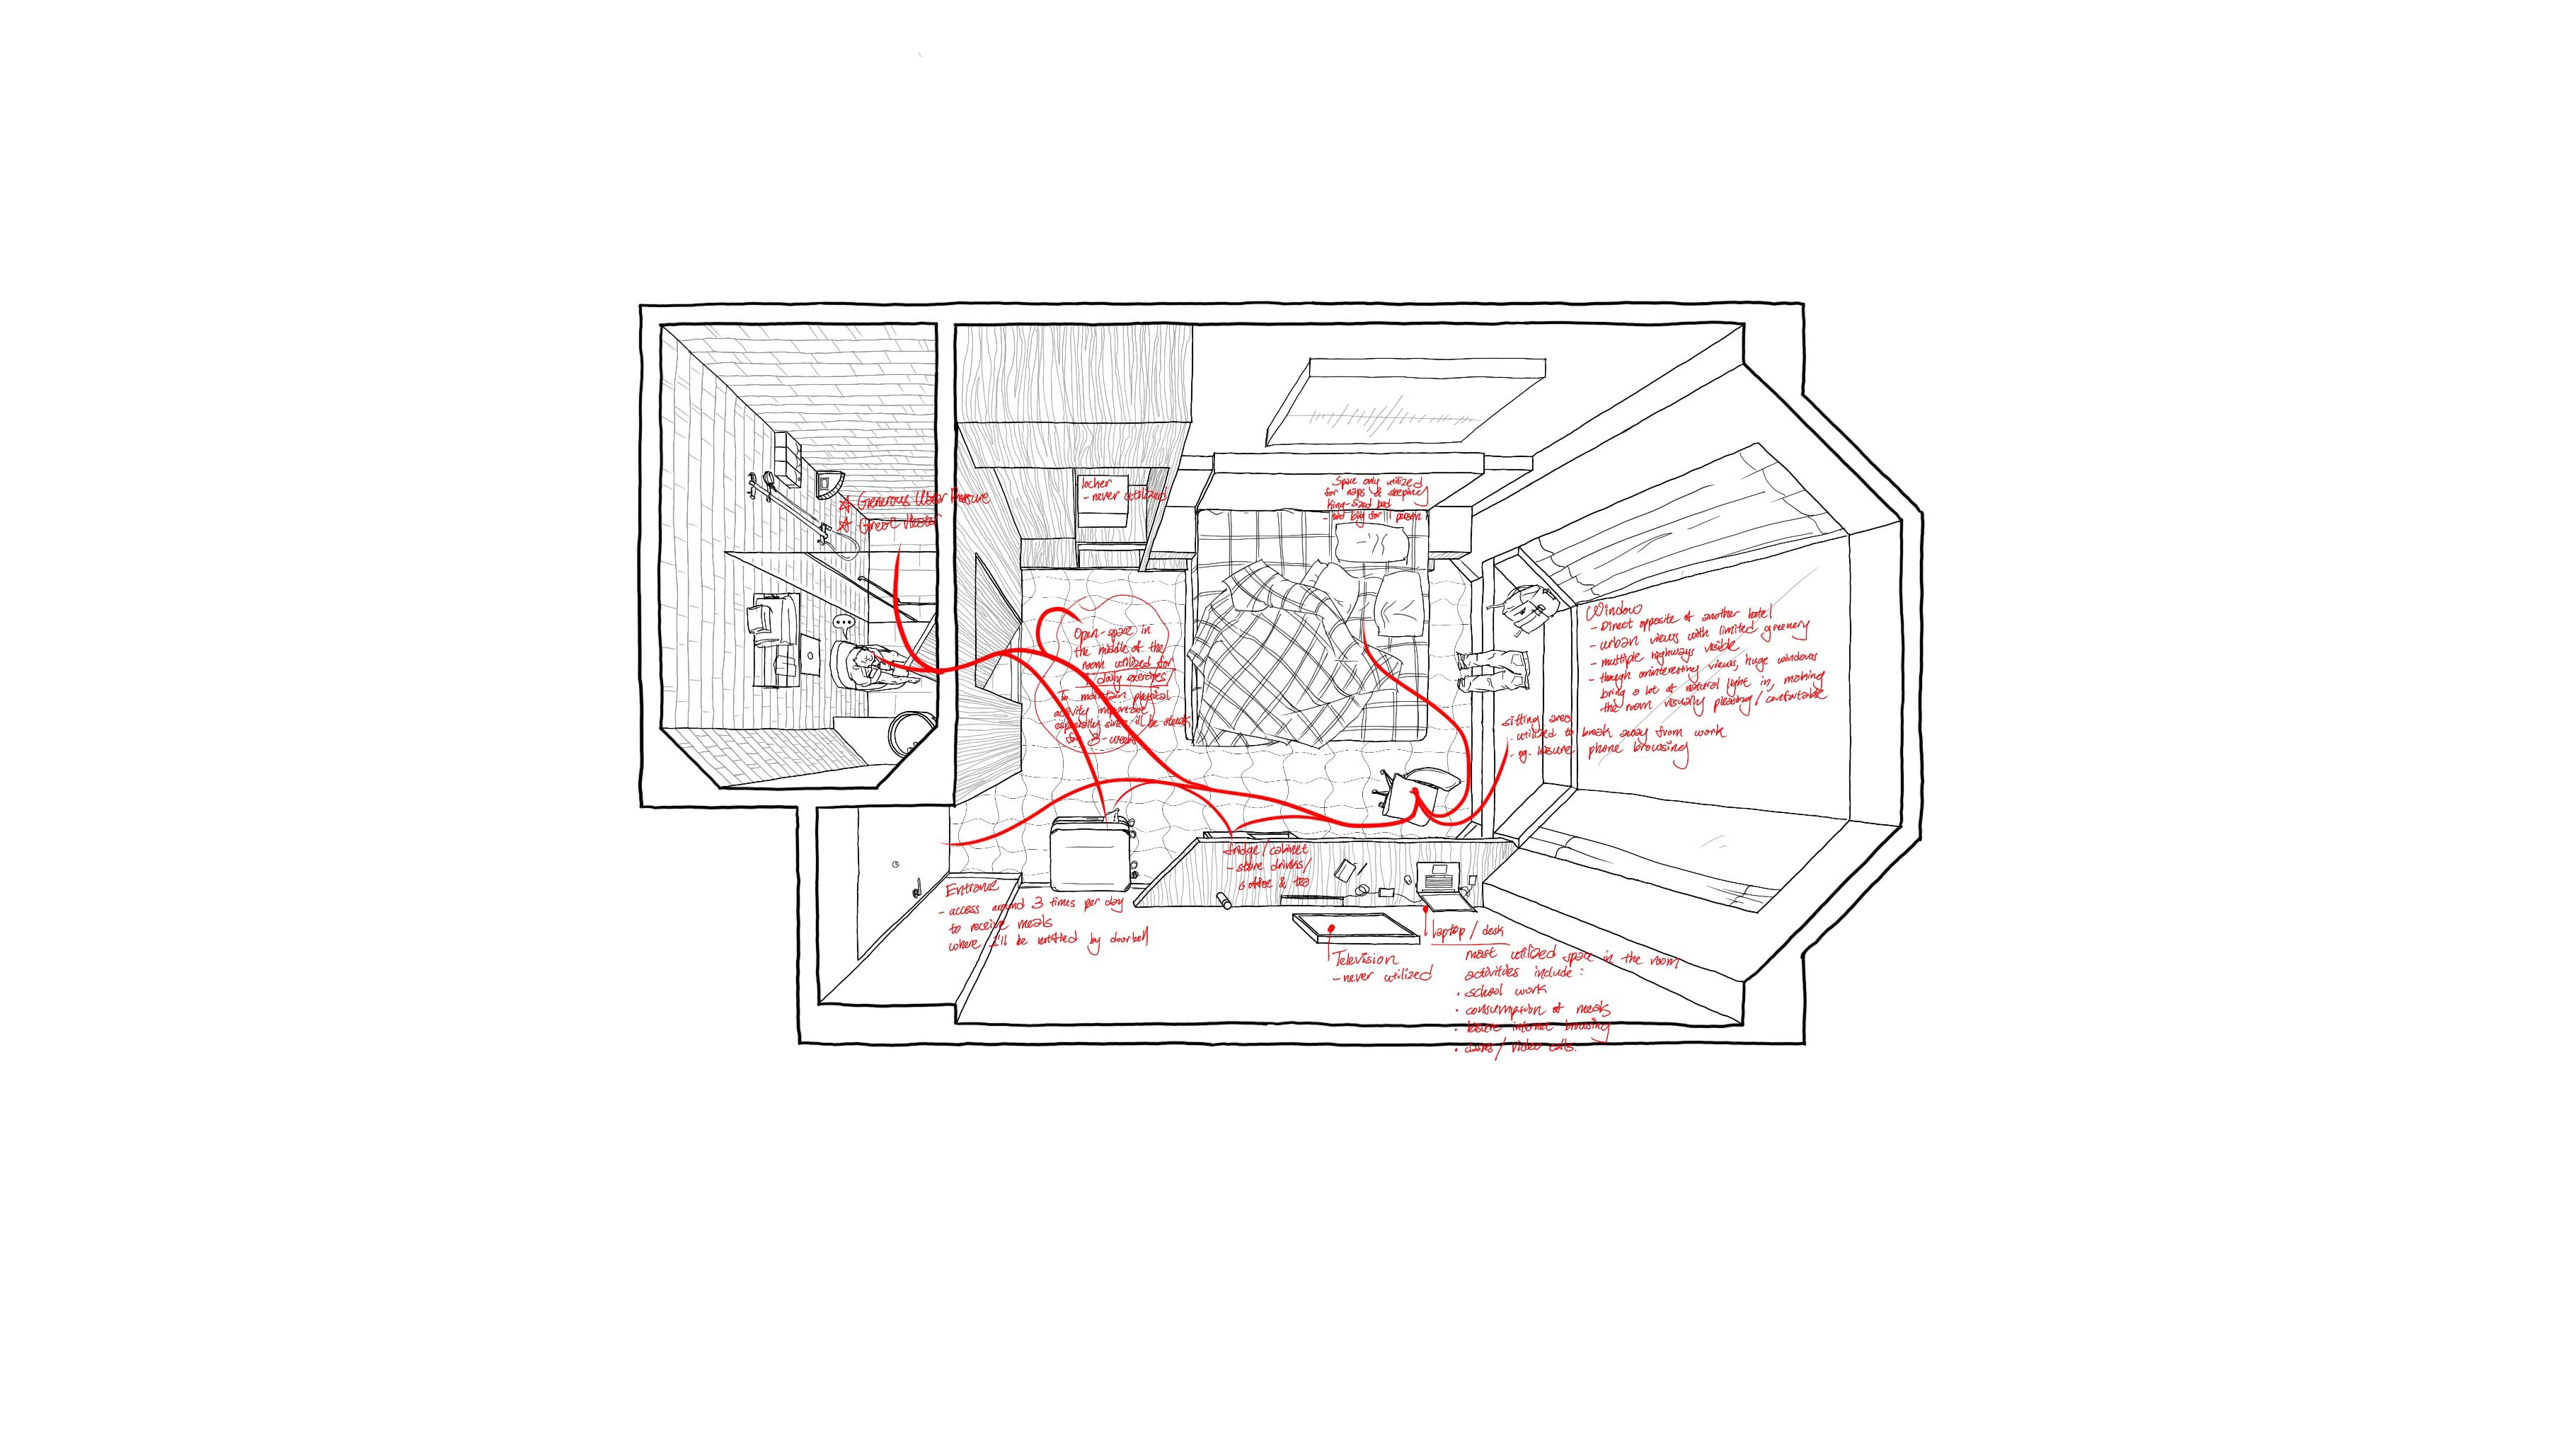 ☆ Generous Water Pressure
☆ Great Heater
locker
- never utilized
Space only utilized
for naps & sleeping
King-sized bed
- too big for 1 person
Open-space in
the middle of the
room utilized for
daily exercises/
To maintain physical
activity important
especially since i'll be stuck
for 3-weeks
Window
- Direct opposite of another hotel
- urban views with limited greenery
- multiple highways visible
- though uninteresting views, huge windows
bring a lot of natural light in, making
the room visually pleasing / comfortable
sitting area
- utilized to break away from work
- eg. leisure phone browsing
fridge/cabinet
- store drinks/
coffee & tea
Entrance
- access around 3 times per day
to receive meals
where I'll be notified by doorbell
Television
- never utilized
laptop / desk
most utilized space in the room
activities include:
• school work
• consumption of meals
• leisure internet browsing
• classes / video calls.